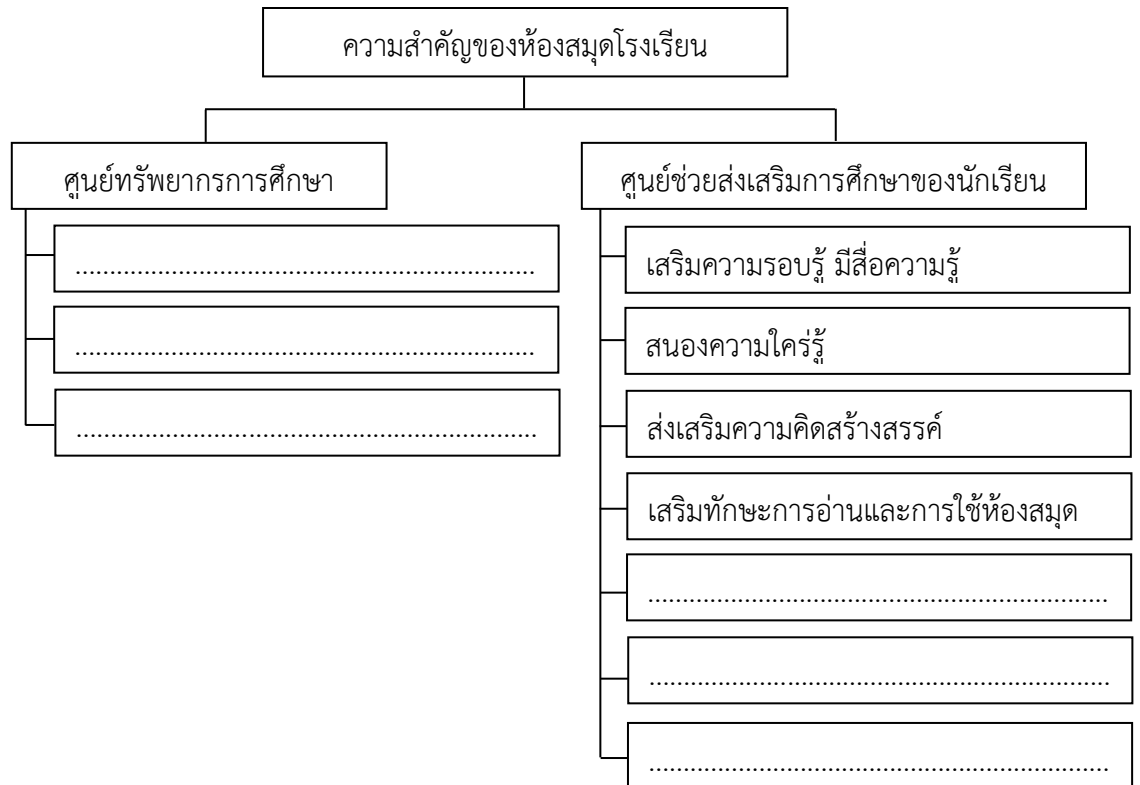 ความสำคัญของห้องสมุดโรงเรียน
ศูนย์ทรัพยากรการศึกษา
..................................................................
..................................................................
..................................................................
ศูนย์ช่วยส่งเสริมการศึกษาของนักเรียน
เสริมความรอบรู้ มีสื่อความรู้
สนองความใคร่รู้
ส่งเสริมความคิดสร้างสรรค์
เสริมทักษะการอ่านและการใช้ห้องสมุด
..................................................................
..................................................................
..................................................................